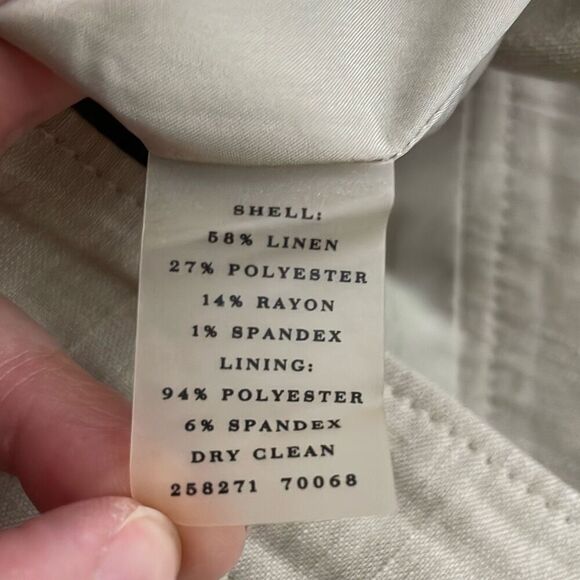 SHELL:
58% LINEN
27% POLYESTER
14% RAYON
1% SPANDEX
LINING:
94% POLYESTER
6% SPANDEX
DRY CLEAN
258271 70068